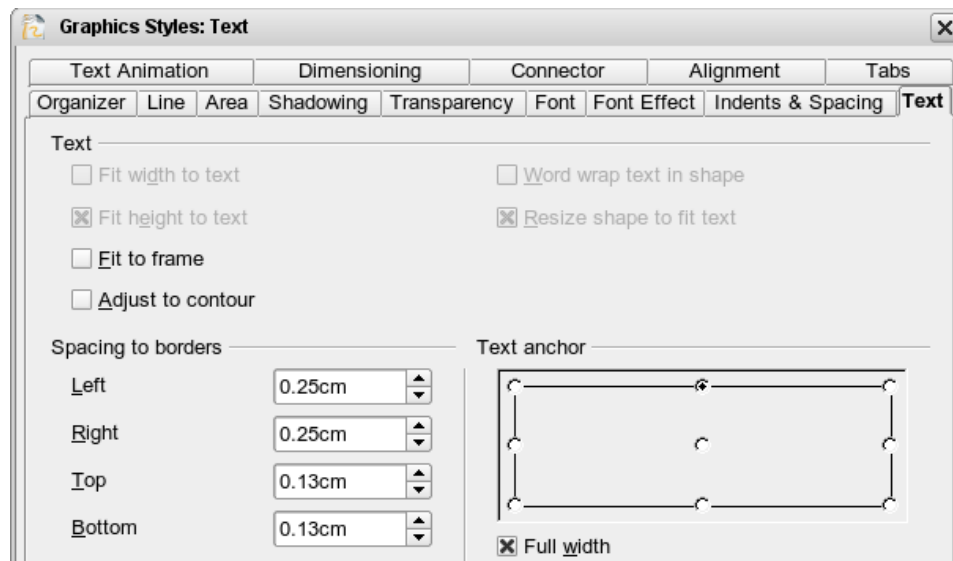 Graphics Styles: Text
Text Animation Dimensioning Connector Alignment Tabs
Organizer Line Area Shadowing Transparency Font Font Effect Indents & Spacing Text
Text
Fit width to text Word wrap text in shape
Fit height to text Resize shape to fit text
Fit to frame
Adjust to contour
Spacing to borders Text anchor
Left 0.25cm
Right 0.25cm
Top 0.13cm
Bottom 0.13cm
Full width